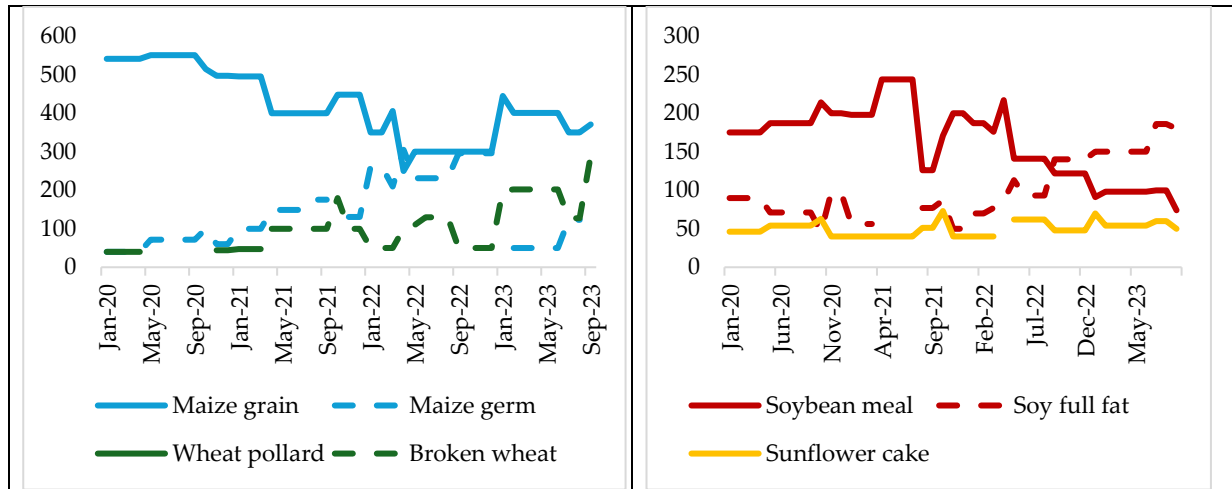 600
500
400
300
200
100
0
Jan-20
May-20
Sep-20
Jan-21
May-21
Sep-21
Jan-22
May-22
Sep-22
Jan-23
May-23
Sep-23
Maize grain Maize germ
Wheat pollard Broken wheat
300
250
200
150
100
50
0
Jan-20
Jun-20
Nov-20
Apr-21
Sep-21
Feb-22
Jul-22
Dec-22
May-23
Soybean meal Soy full fat
Sunflower cake